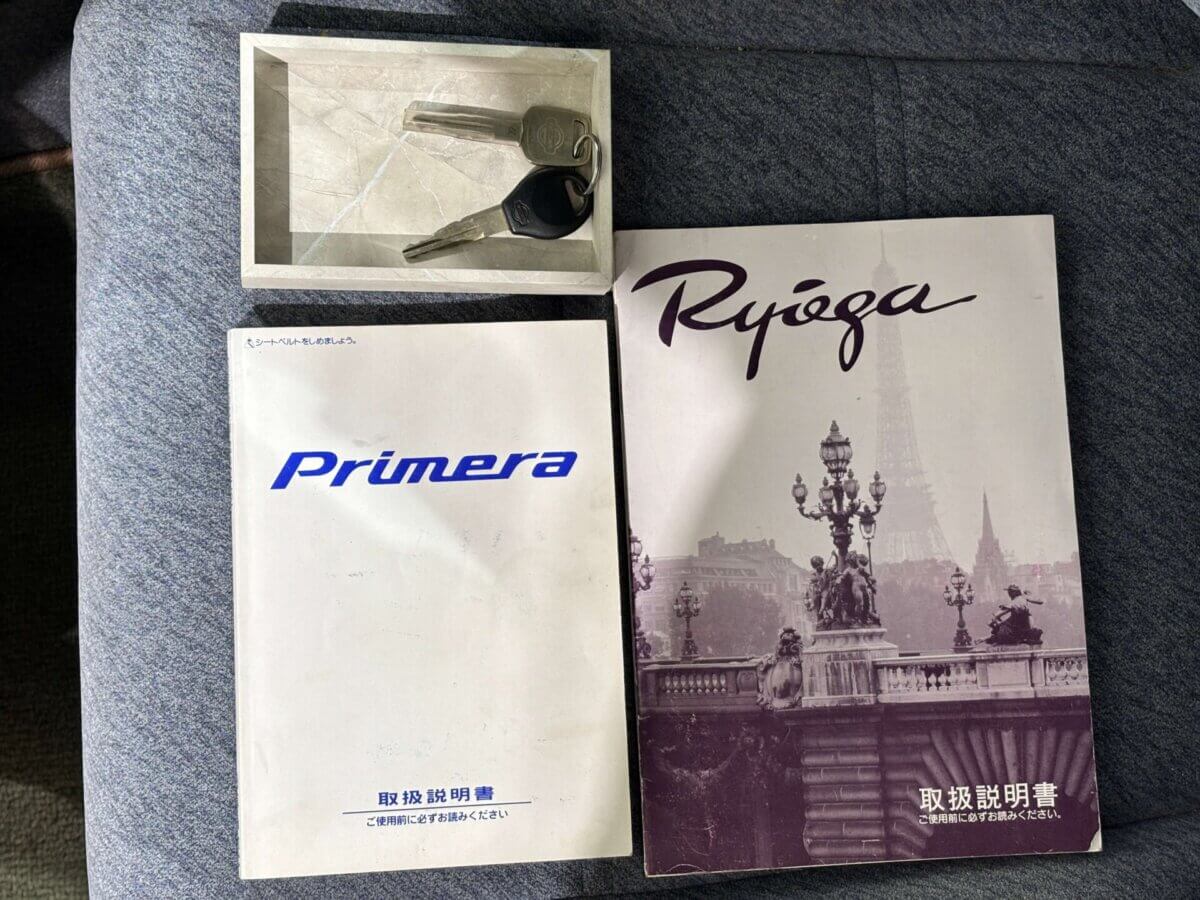 シートベルトをしめましょう。
Primera
取扱説明書
ご使用前に必ずお読みください
Ryöga
取扱説明書
ご使用前に必ずお読みください。